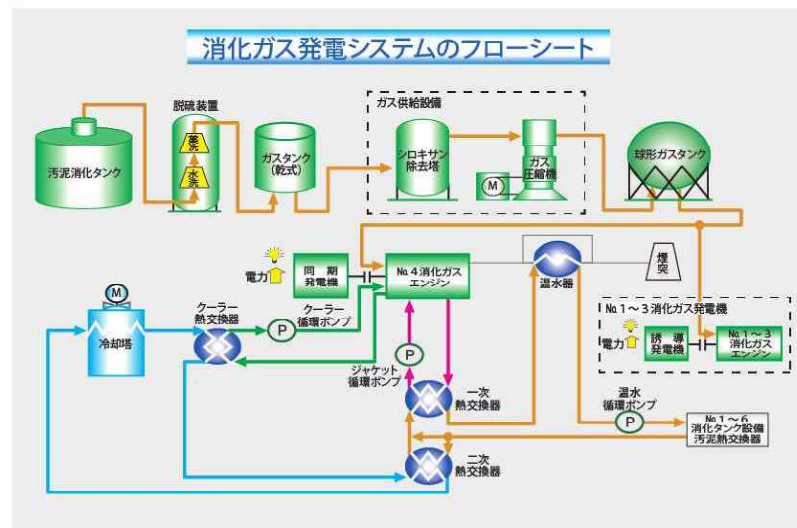 消化ガス発電システムのフローシート
脱硫装置
ガス供給設備
汚泥消化タンク
薬洗
水洗
ガスタンク
(乾式)
シロキサン
除去塔
M
ガス
圧縮機
球形ガスタンク
電力
同期
発電機
No.4消化ガス
エンジン
温水器
煙突
No.1～3消化ガス発電機
電力
誘導
発電機
No.1～3
消化ガス
エンジン
M
冷却塔
クーラー
熱交換器
P
クーラー
循環ポンプ
P
ジャケット
循環ポンプ
一次
熱交換器
温水
循環ポンプ
P
No.1～6
消化タンク設備
汚泥熱交換器
二次
熱交換器